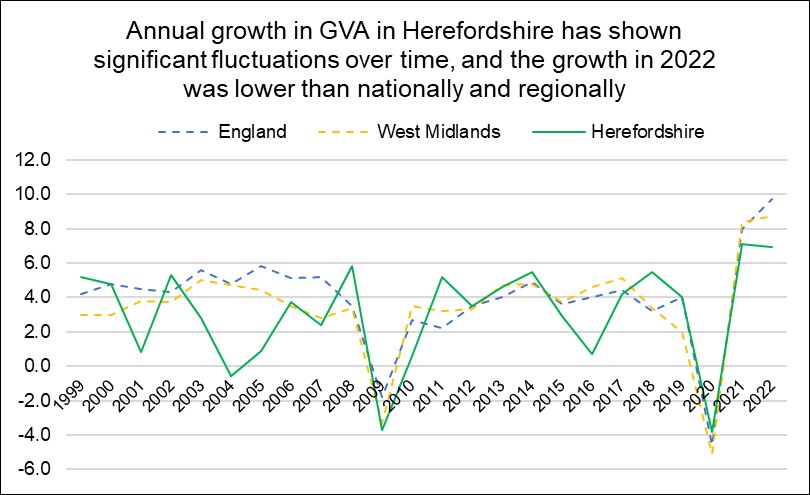 Annual growth in GVA in Herefordshire has shown
significant fluctuations over time, and the growth in 2022
was lower than nationally and regionally
England West Midlands Herefordshire
12.0
10.0
8.0
6.0
4.0
2.0
0.0
-2.0
-4.0
-6.0
1999 2000 2001 2002 2003 2004 2005 2006 2007 2008 2009 2010 2011 2012 2013 2014 2015 2016 2017 2018 2019 2020 2021 2022